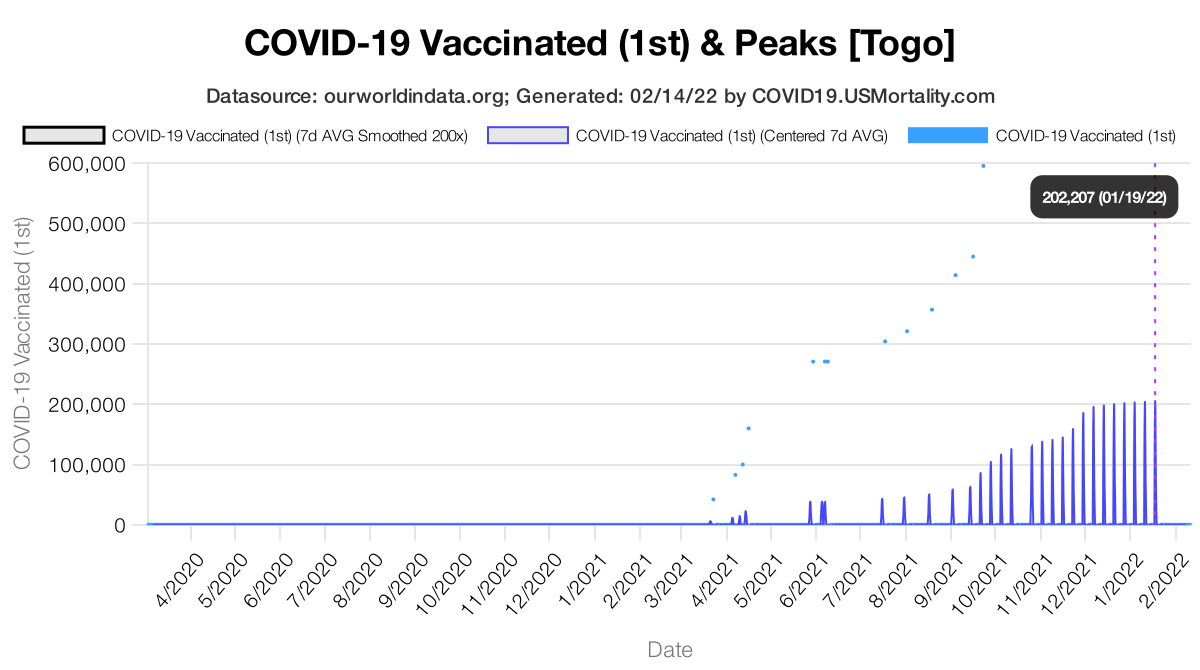 COVID-19 Vaccinated (1st) & Peaks [Togo]
Datasource: ourworldindata.org; Generated: 02/14/22 by COVID19.USMortality.com
COVID-19 Vaccinated (1st) (7d AVG Smoothed 200x) COVID-19 Vaccinated (1st) (Centered 7d AVG) COVID-19 Vaccinated (1st)
COVID-19 Vaccinated (1st)
600,000
500,000
400,000
300,000
200,000
100,000
0
202,207 (01/19/22)
4/2020 5/2020 6/2020 7/2020 8/2020 9/2020 10/2020 11/2020 12/2020 1/2021 2/2021 3/2021 4/2021 5/2021 6/2021 7/2021 8/2021 9/2021 10/2021 11/2021 12/2021 1/2022 2/2022
Date